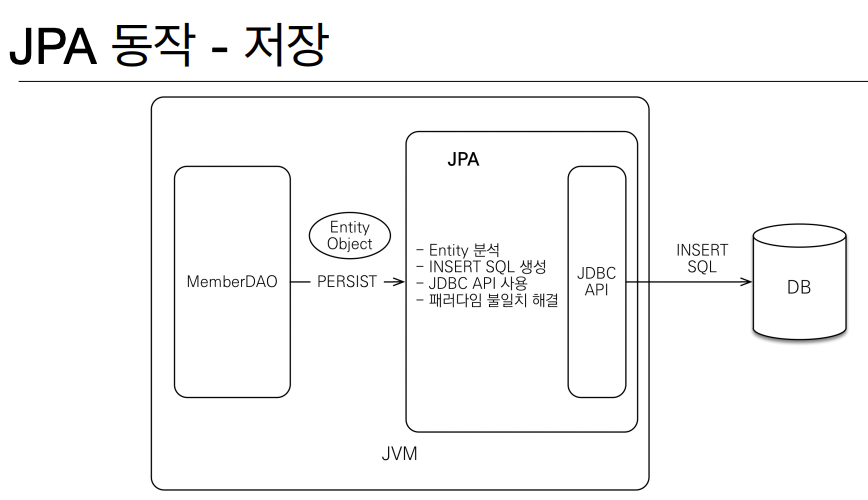 JPA 동작 - 저장
JPA
Entity
Object
MemberDAO
PERSIST
- Entity 분석
- INSERT SQL 생성
- JDBC API 사용
- 패러다임 불일치 해결
JDBC
API
INSERT
SQL
DB
JVM